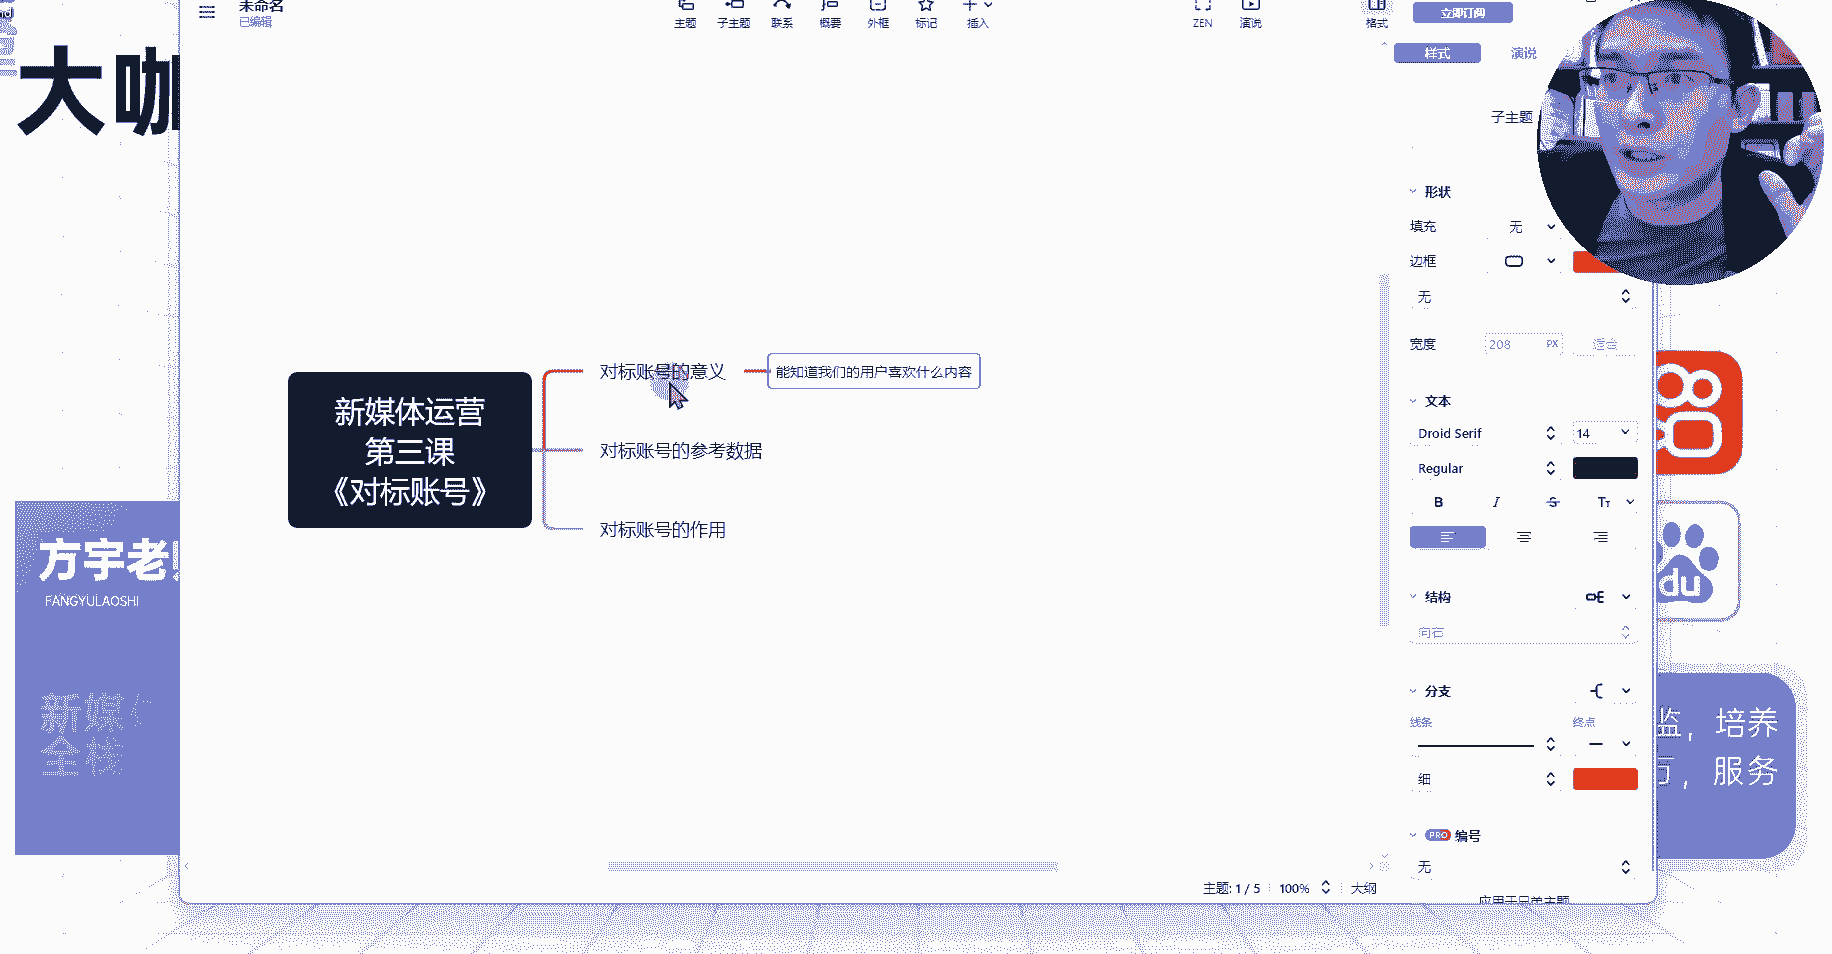 未命名
已编辑
主题
子主题
联系
概要
外框
标记
插入
ZEN
演说
格式
立即订阅
样式
演说
大咖
子主题
形状
填充
无
边框
无
宽度
208
PX
适合
对标账号的意义
能知道我们的用户喜欢什么内容
新媒体运营
第三课
《对标账号》
对标账号的参考数据
对标账号的作用
文本
Droid Serif
14
Regular
B
I
S
TT
方宇老
FANGYULAOSHI
du
结构
向右
分支
线条
终点
新媒
全栈
监，培养
万，服务
细
PRO
编号
无
主题: 1 / 5
100%
大纲
应用于兄弟主题